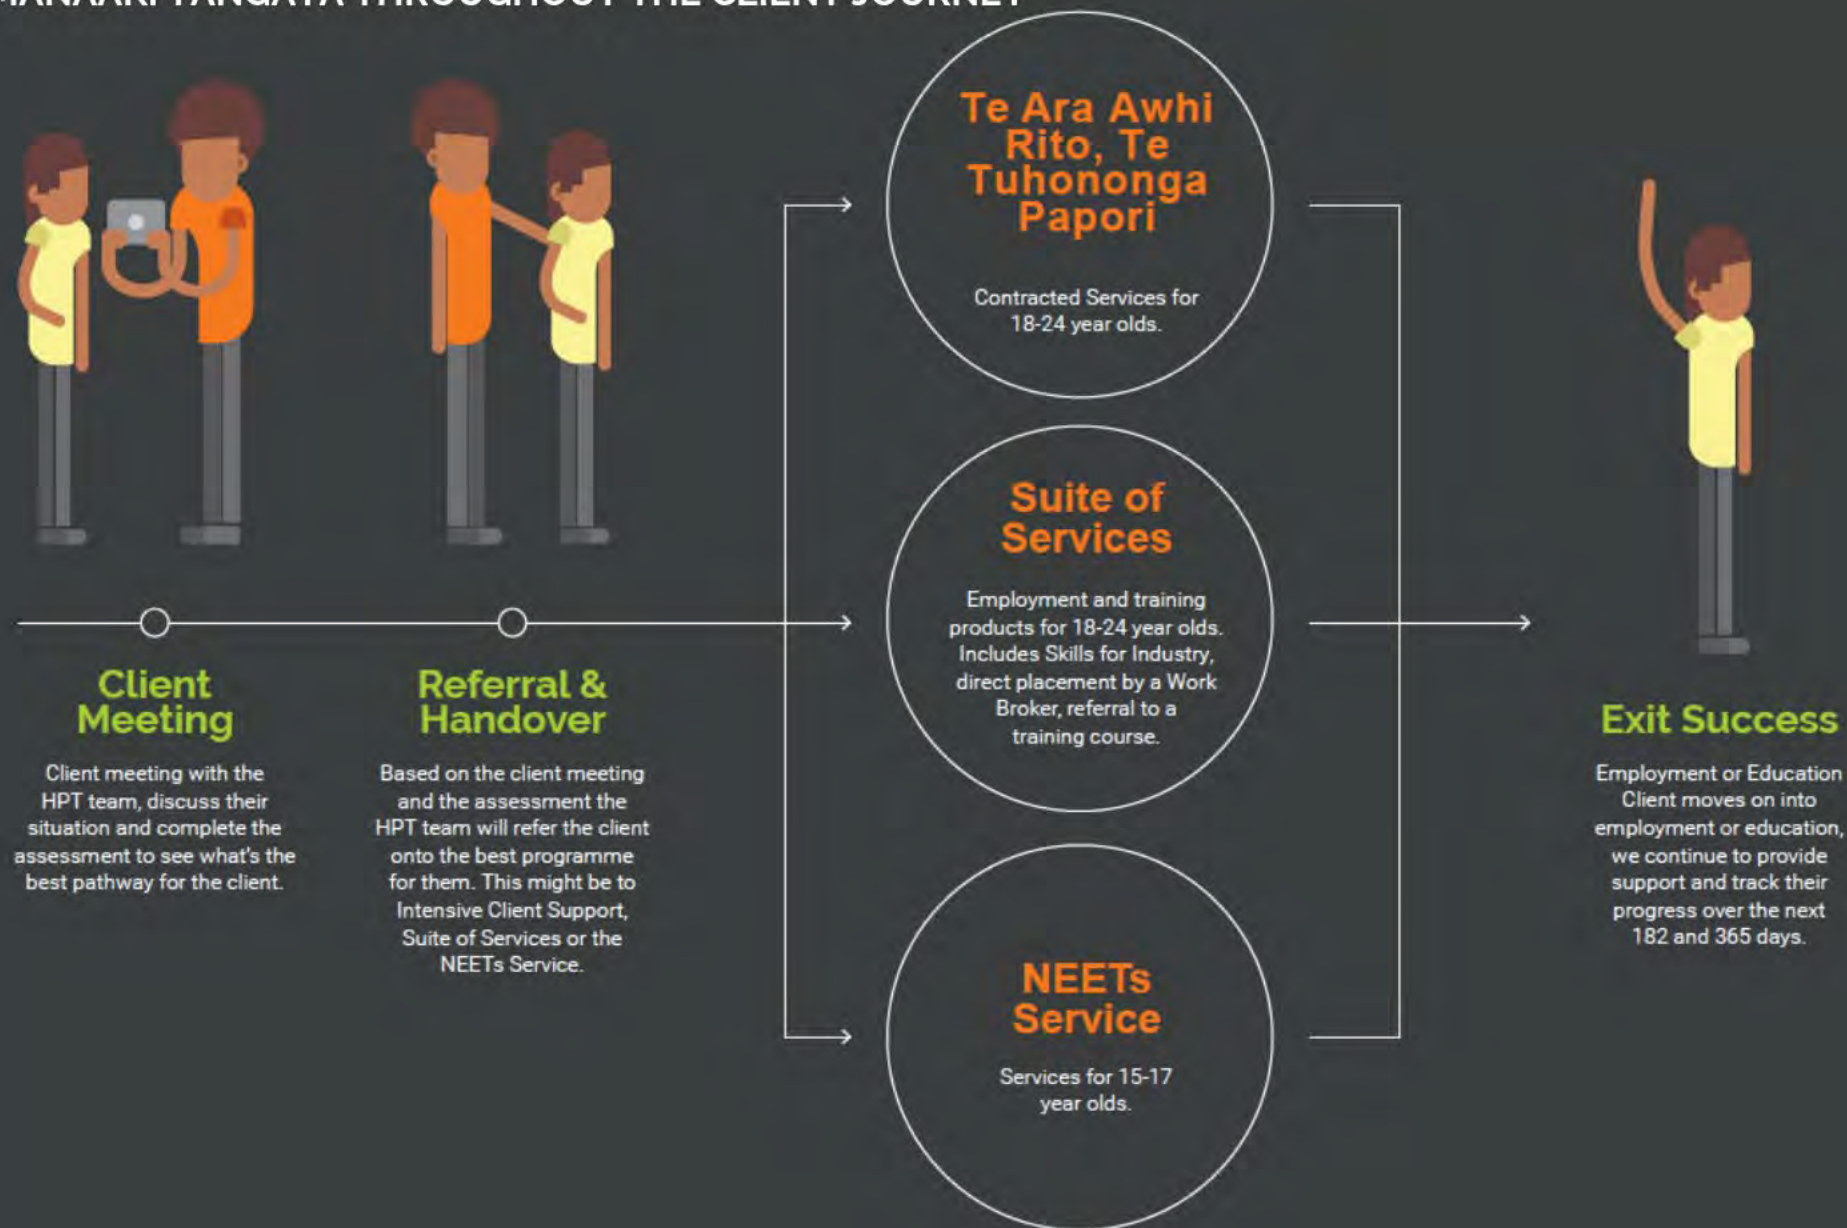 MANAAKI TANGATA THROUGHOUT THE CLIENT JOURNEY
Client
Meeting
Client meeting with the
HPT team, discuss their
situation and complete the
assessment to see what's the
best pathway for the client.
Referral &
Handover
Based on the client meeting
and the assessment the
HPT team will refer the client
onto the best programme
for them. This might be to
Intensive Client Support,
Suite of Services or the
NEETs Service.
Te Ara Awhi
Rito, Te
Tuhononga
Papori
Contracted Services for
18-24 year olds.
Suite of
Services
Employment and training
products for 18-24 year olds.
Includes Skills for Industry,
direct placement by a Work
Broker, referral to a
training course.
NEETs
Service
Services for 15-17
year olds.
Exit Success
Employment or Education
Client moves on into
employment or education,
we continue to provide
support and track their
progress over the next
182 and 365 days.